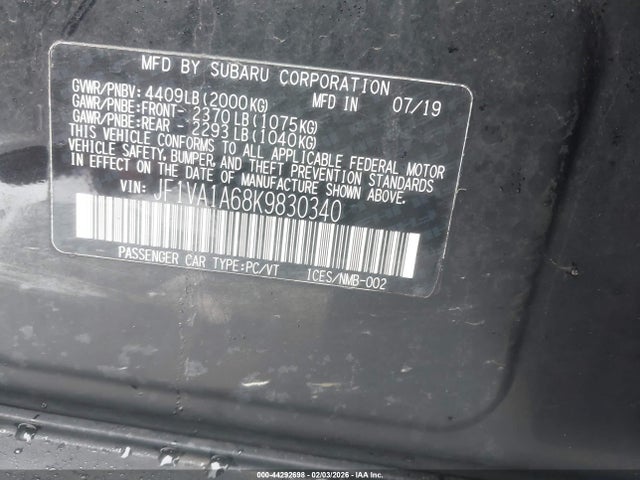 MFD BY SUBARU CORPORATION
GVWR/PNBV: 4409LB(2000KG) MFD IN 07/19
GAWR/PNBE:FRONT- 2370LB(1075KG)
GAWR/PNBE:REAR - 2293LB(1040KG)
THIS VEHICLE CONFORMS TO ALL APPLICABLE FEDERAL MOTOR
VEHICLE SAFETY, BUMPER, AND THEFT PREVENTION STANDARDS
IN EFFECT ON THE DATE OF MANUFACTURE SHOWN ABOVE.
VIN: JF1VA1A68K9830340
PASSENGER CAR TYPE:PC/VT ICES/NMB-002
000-44292698 - 02/03/2026 - IAA Inc.